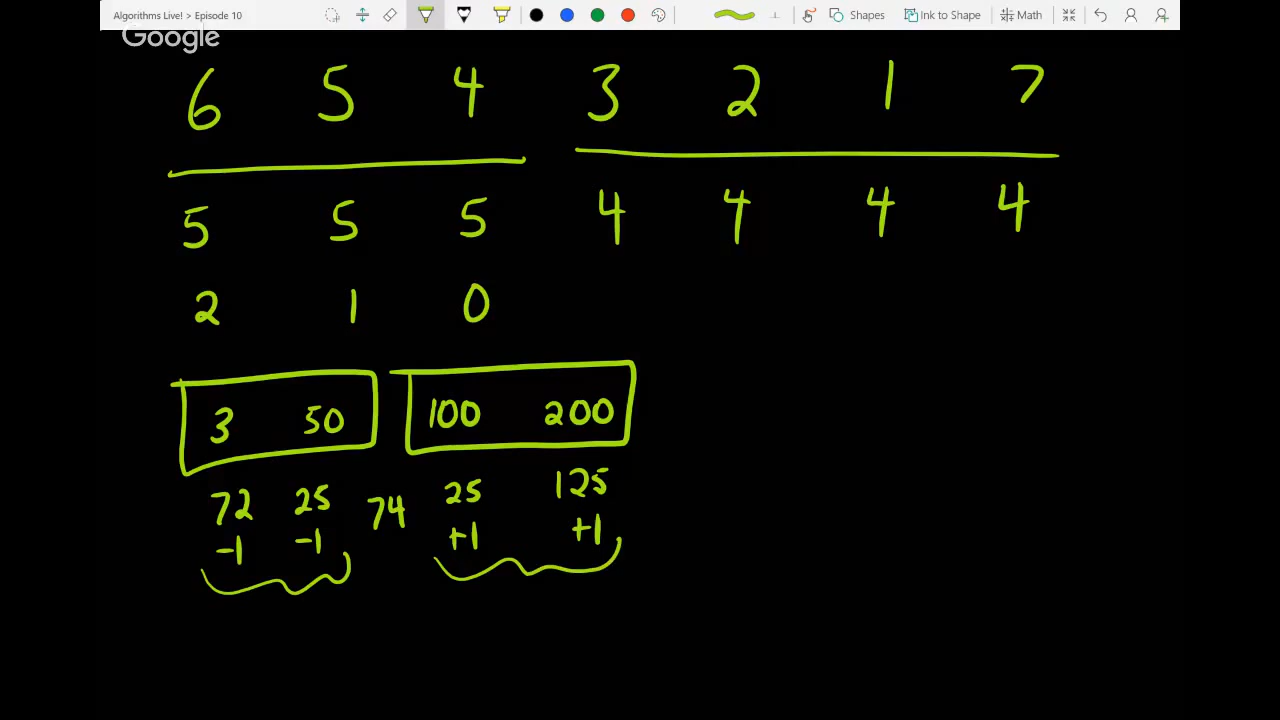 Algorithms Live! > Episode 10
Shapes
Ink to Shape
Math
Google
6 5 4 3 2 1 7
5 5 5 4 4 4 4
2 1 0
3 50 100 200
72 25 74 25 125
-1 -1 +1 +1